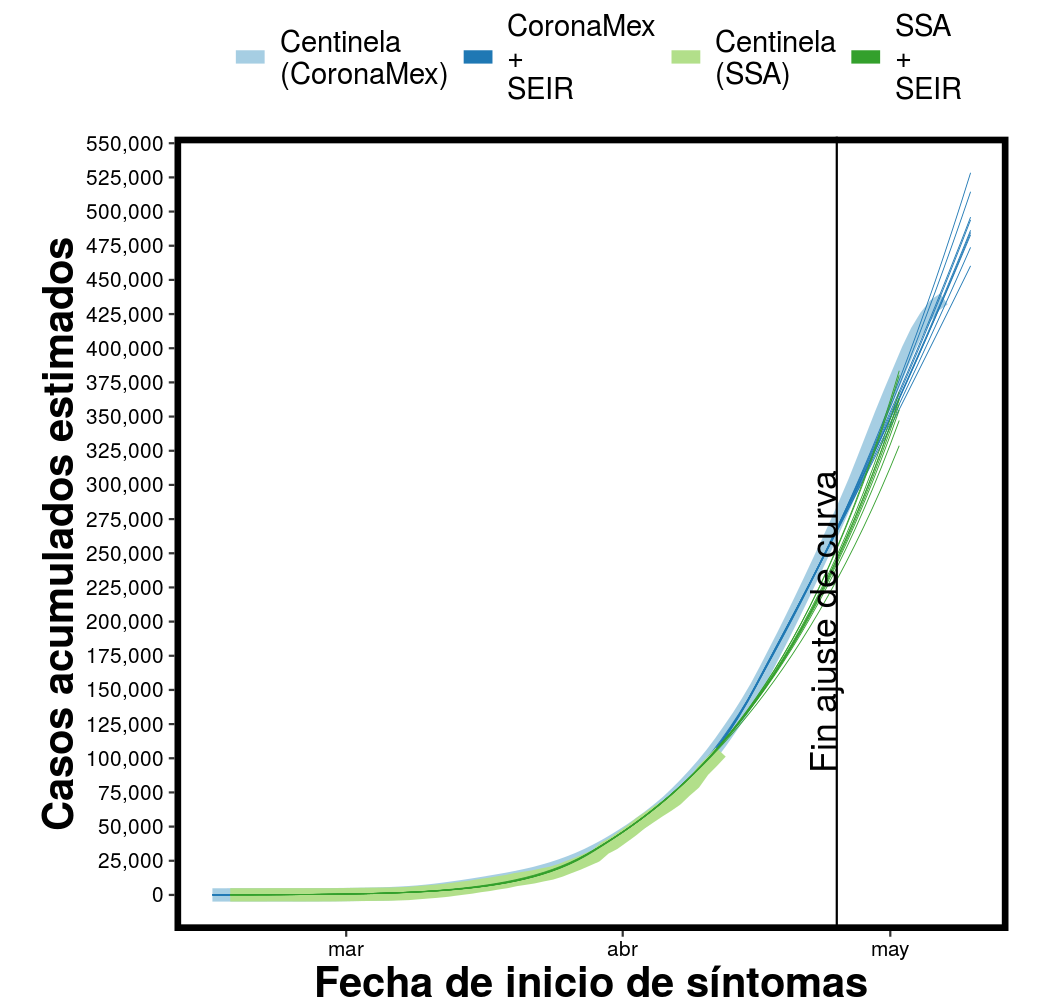 Centinela
(CoronaMex)
CoronaMex
+
SEIR
Centinela
(SSA)
SSA
+
SEIR
550,000
525,000
500,000
475,000
450,000
425,000
400,000
375,000
350,000
325,000
300,000
275,000
250,000
225,000
200,000
175,000
150,000
125,000
100,000
75,000
50,000
25,000
0
Casos acumulados estimados
Fin ajuste de curva
mar
abr
may
Fecha de inicio de síntomas